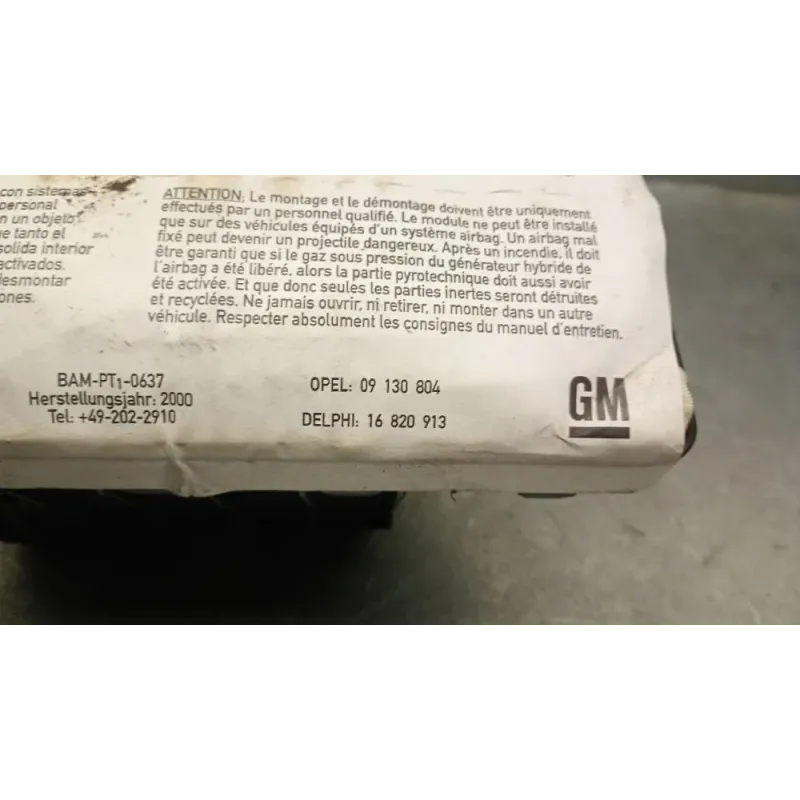 con sistemas
personal
n un objeto
e tanto el
solida interior
activados.
desmontar
ones.
ATTENTION: Le montage et le démontage doivent être uniquement
effectués par un personnel qualifié. Le module ne peut être installé
que sur des véhicules équipés d'un système airbag. Un airbag mal
fixé peut devenir un projectile dangereux. Après un incendie, il doit
être garanti que si le gaz sous pression du générateur hybride de
l'airbag a été libéré, alors la partie pyrotechnique doit aussi avoir
été activée. Et que donc seules les parties inertes seront détruites
et recyclées. Ne jamais ouvrir, ni retirer, ni monter dans un autre
véhicule. Respecter absolument les consignes du manuel d'entretien.
BAM-PT1-0637
Herstellungsjahr: 2000
Tel: +49-202-2910
OPEL: 09 130 804
DELPHI: 16 820 913
GM